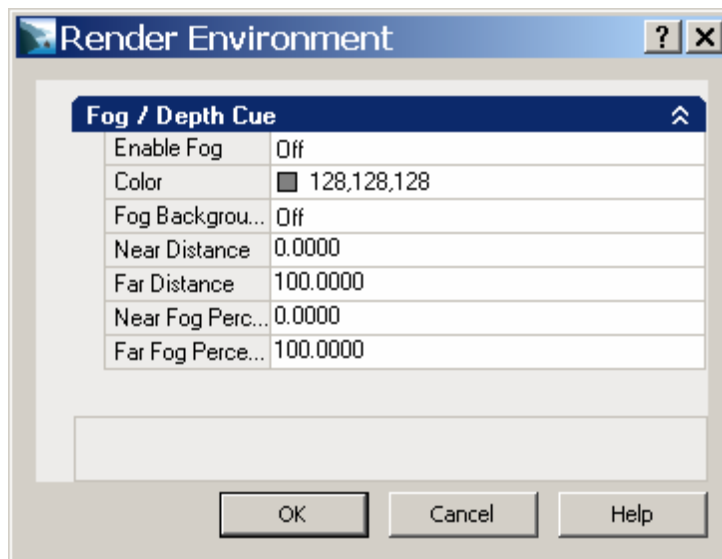 Render Environment
Fog / Depth Cue
Enable Fog Off
Color 128,128,128
Fog Backgrou... Off
Near Distance 0.0000
Far Distance 100.0000
Near Fog Perc... 0.0000
Far Fog Perce... 100.0000
OK Cancel Help